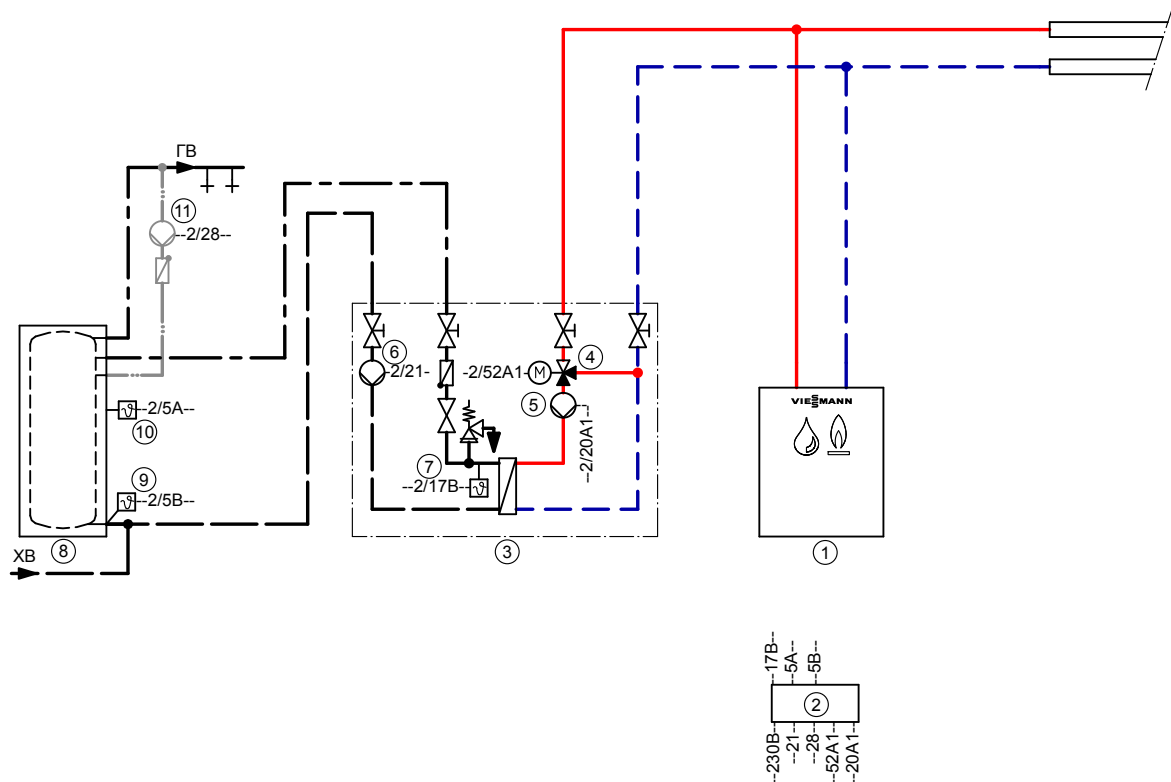 ГВ
11
--2/28--
6
-2/21-
-2/52A1-
M
4
5
--2/20A1--
VIESSMANN
--2/5A--
10
7
--2/17B--
9
--2/5B--
8
3
1
ХВ
--17B--
--5A--
--5B--
2
--230B--
--21--
--28--
--52A1--
--20A1--